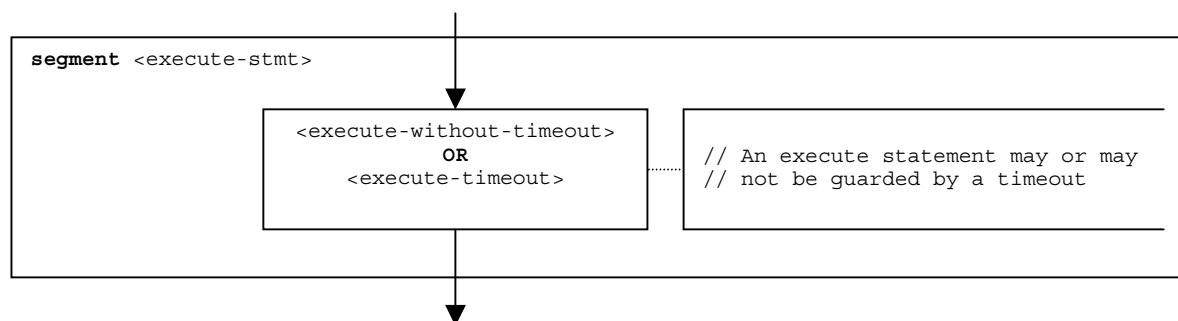 segment <execute-stmt>
<execute-without-timeout>
OR
<execute-timeout>
// An execute statement may or may
// not be guarded by a timeout